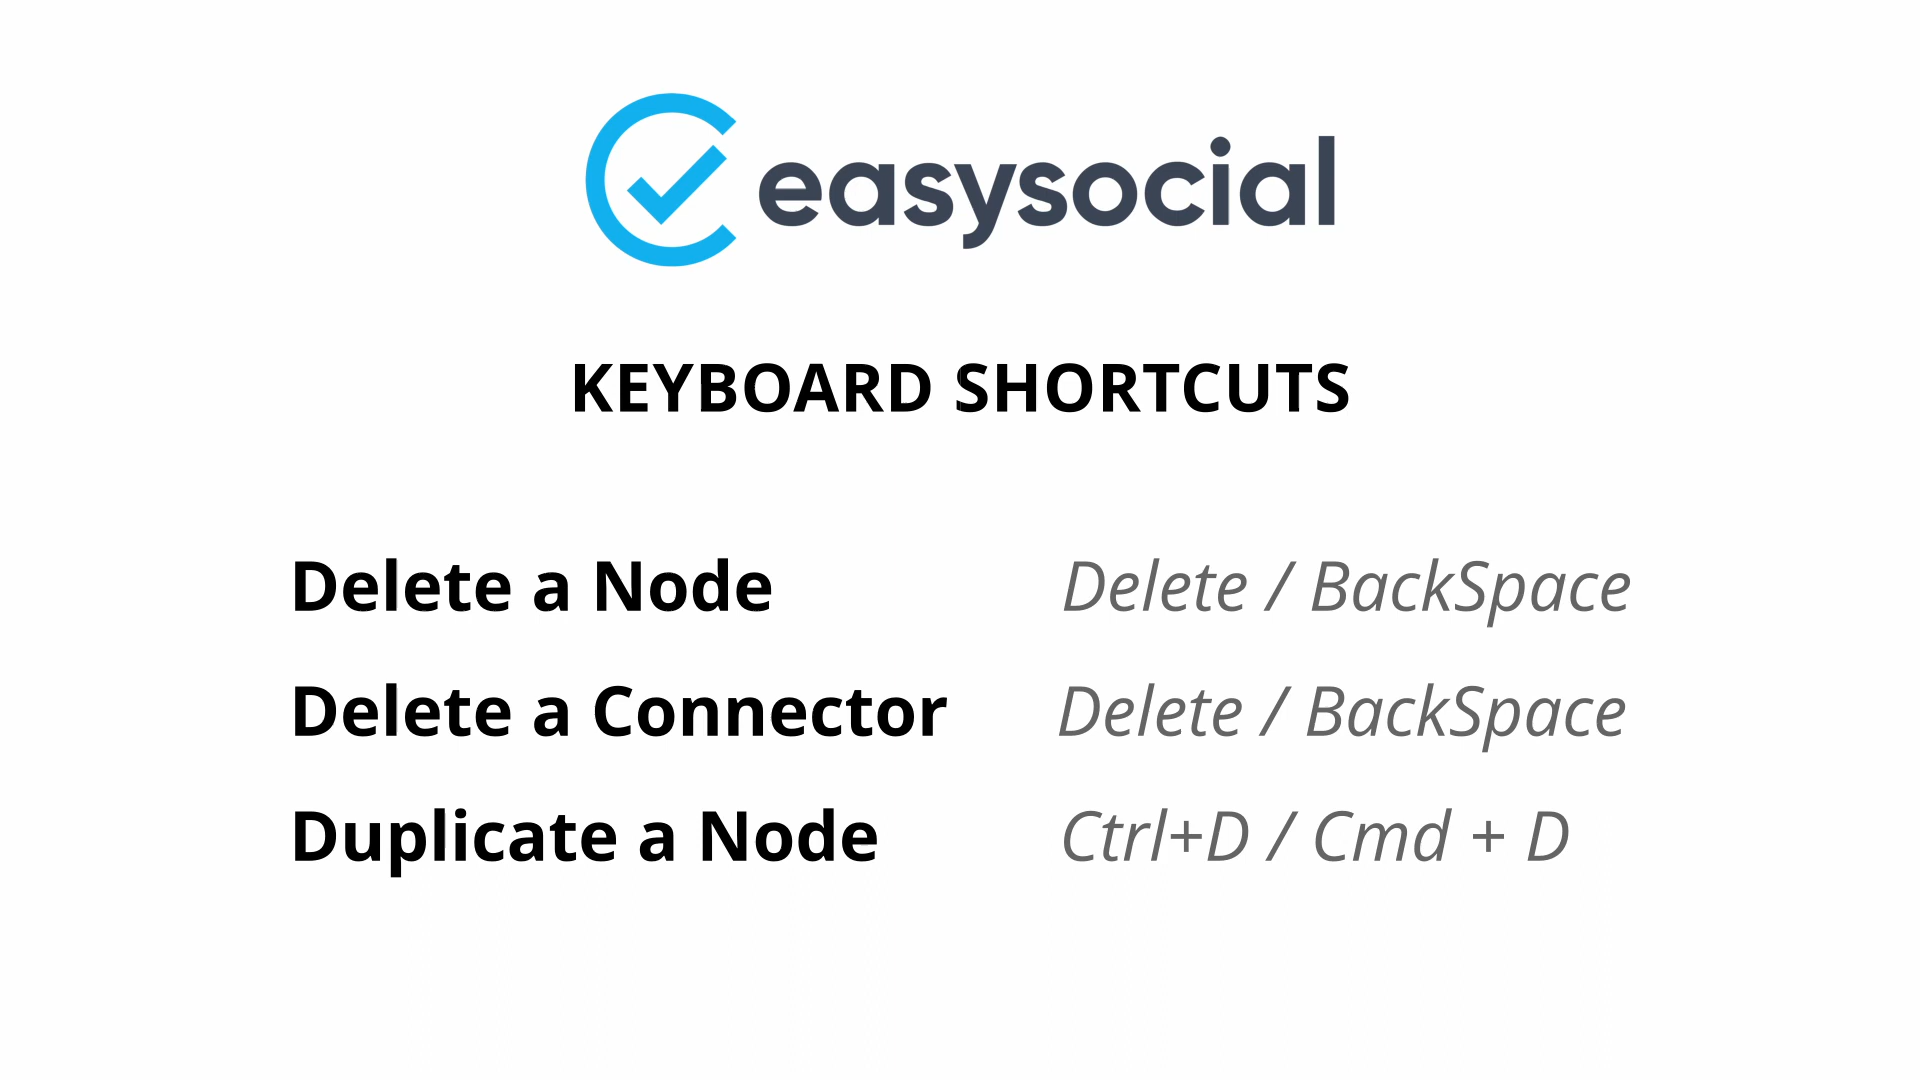 easysocial
KEYBOARD SHORTCUTS
Delete a Node Delete / BackSpace
Delete a Connector Delete / BackSpace
Duplicate a Node Ctrl+D / Cmd + D